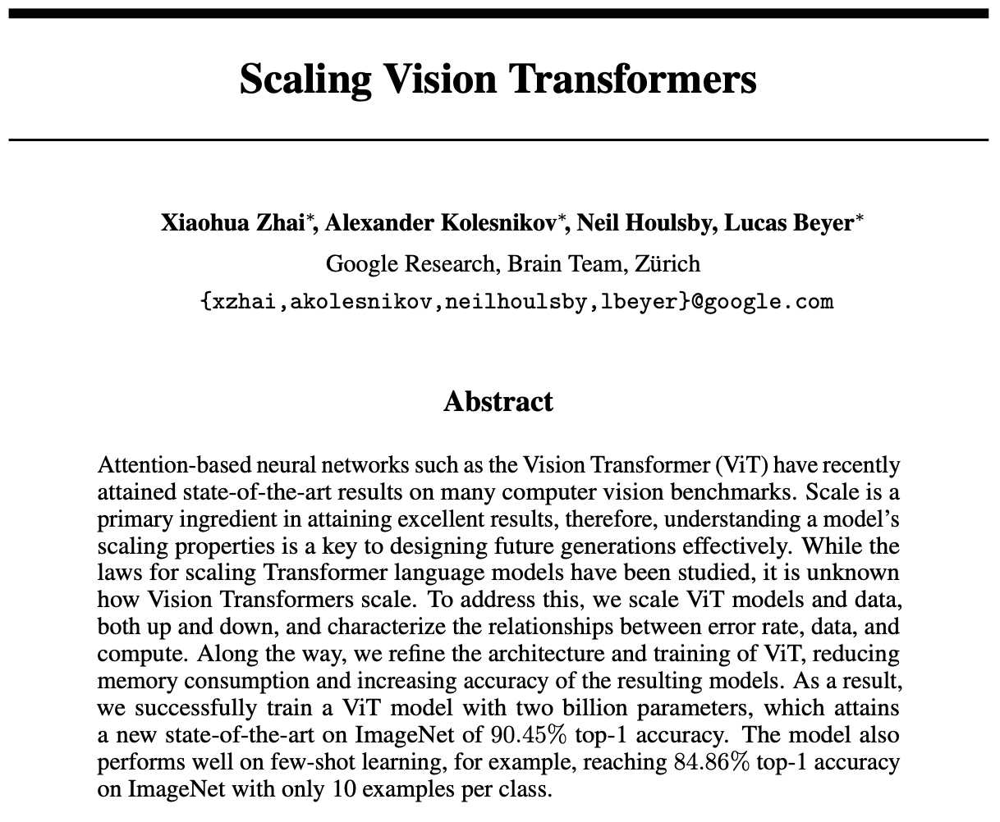 Scaling Vision Transformers
Xiaohua Zhai*, Alexander Kolesnikov*, Neil Houlsby, Lucas Beyer*
Google Research, Brain Team, Zürich
{xzhai,akolesnikov,neilhoulsby,lbeyer}@google.com
Abstract
Attention-based neural networks such as the Vision Transformer (ViT) have recently
attained state-of-the-art results on many computer vision benchmarks. Scale is a
primary ingredient in attaining excellent results, therefore, understanding a model's
scaling properties is a key to designing future generations effectively. While the
laws for scaling Transformer language models have been studied, it is unknown
how Vision Transformers scale. To address this, we scale ViT models and data,
both up and down, and characterize the relationships between error rate, data, and
compute. Along the way, we refine the architecture and training of ViT, reducing
memory consumption and increasing accuracy of the resulting models. As a result,
we successfully train a ViT model with two billion parameters, which attains
a new state-of-the-art on ImageNet of 90.45% top-1 accuracy. The model also
performs well on few-shot learning, for example, reaching 84.86% top-1 accuracy
on ImageNet with only 10 examples per class.